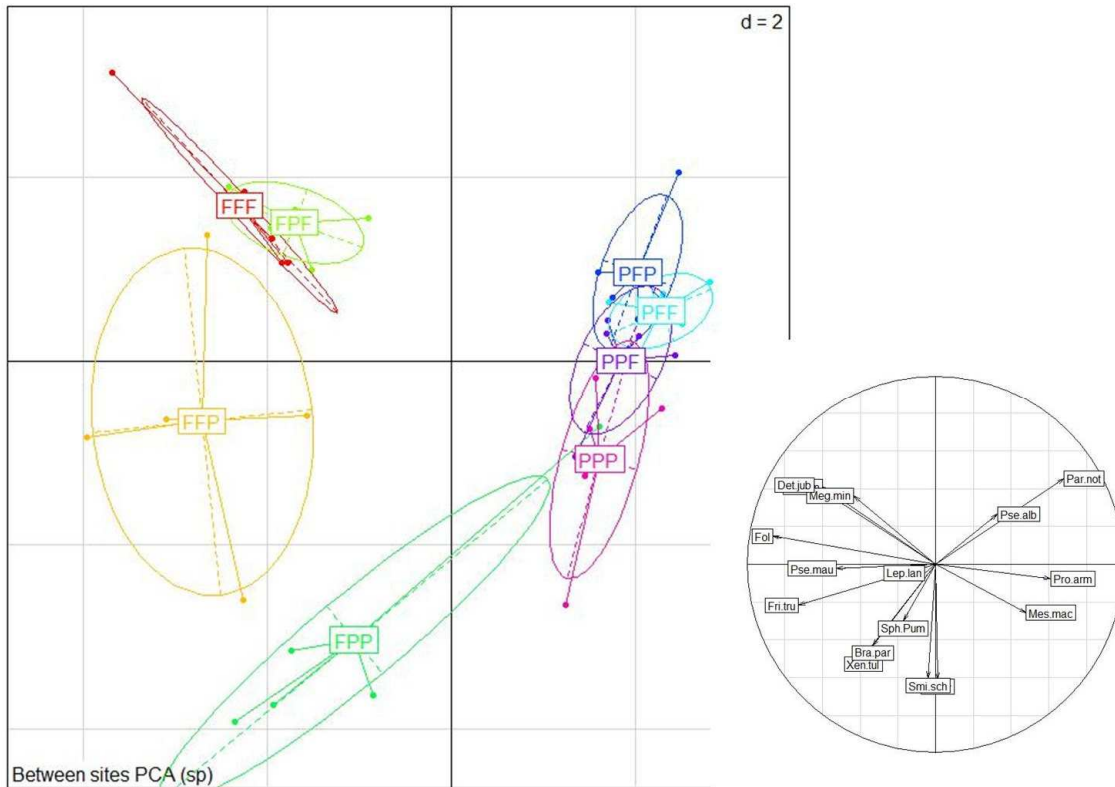 d = 2
FFF
FPF
PFP
PFF
PPF
FFP
PPP
FPP
Between sites PCA (sp)
Par.not
Det.jub
Meg.min
Pse.alb
Fol
Pse.mau
Lep.lan
Pro.arm
Fri.tru
Mes.mac
Sph.Pum
Bra.par
Xen.tul
Smi.sch